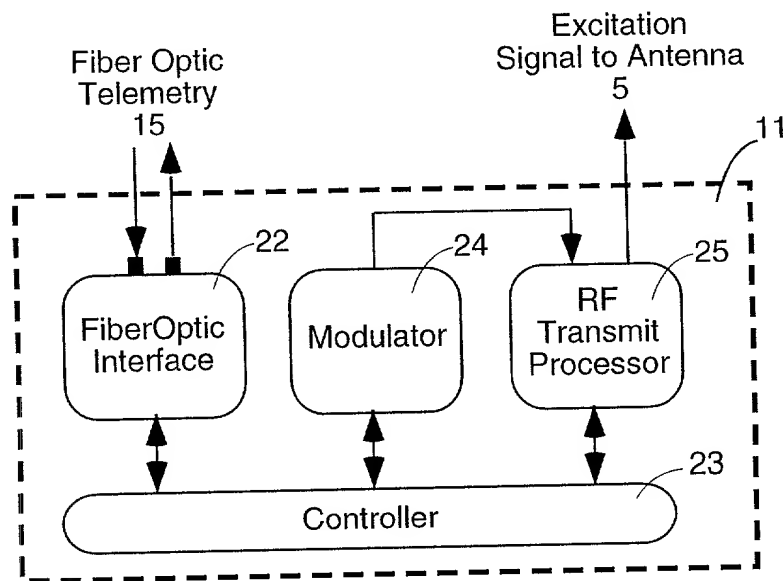 Fiber Optic
Telemetry
15
Excitation
Signal to Antenna
5
11
22
FiberOptic
Interface
24
Modulator
25
RF
Transmit
Processor
23
Controller